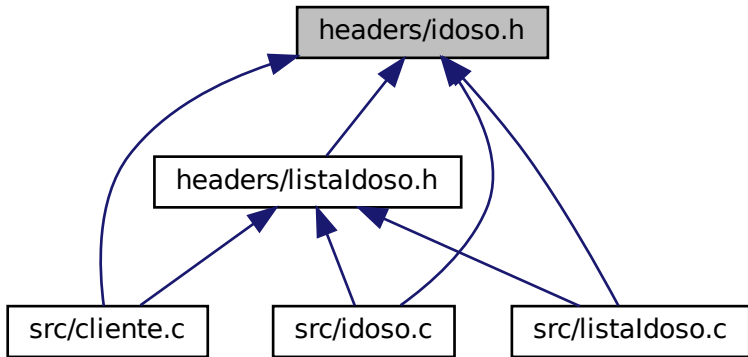 headers/idoso.h
headers/listaIdoso.h
src/cliente.c
src/idoso.c
src/listaIdoso.c